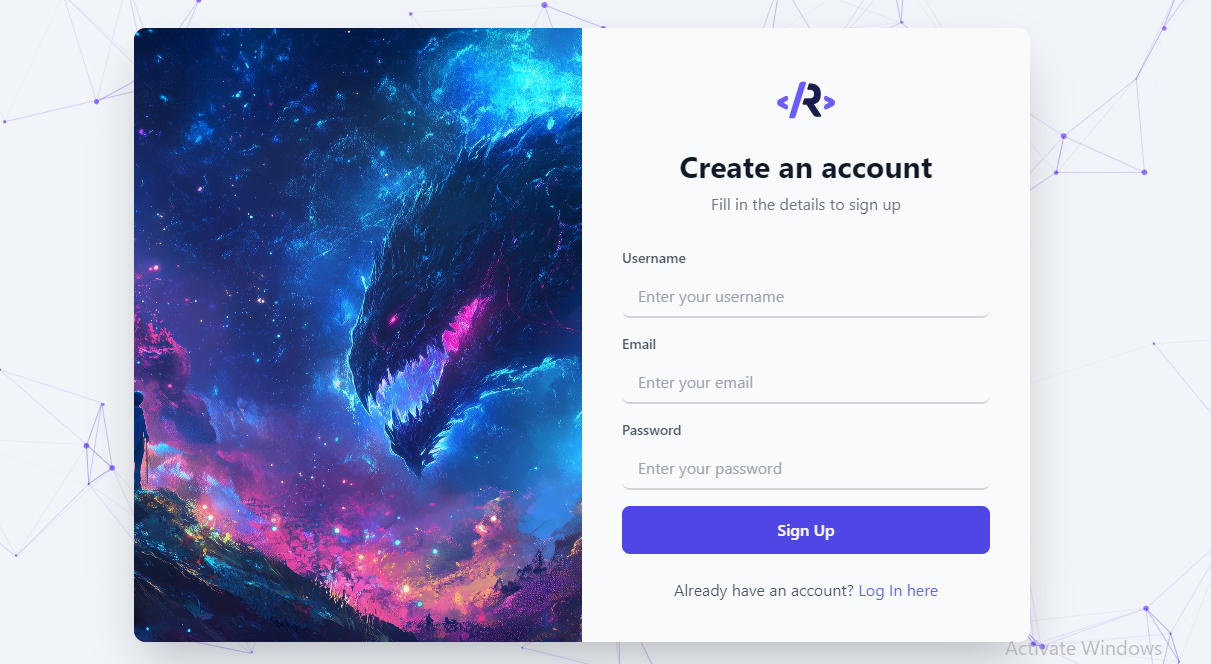 </R>
Create an account
Fill in the details to sign up
Username
Enter your username
Email
Enter your email
Password
Enter your password
Sign Up
Already have an account? Log In here
Activate Windows